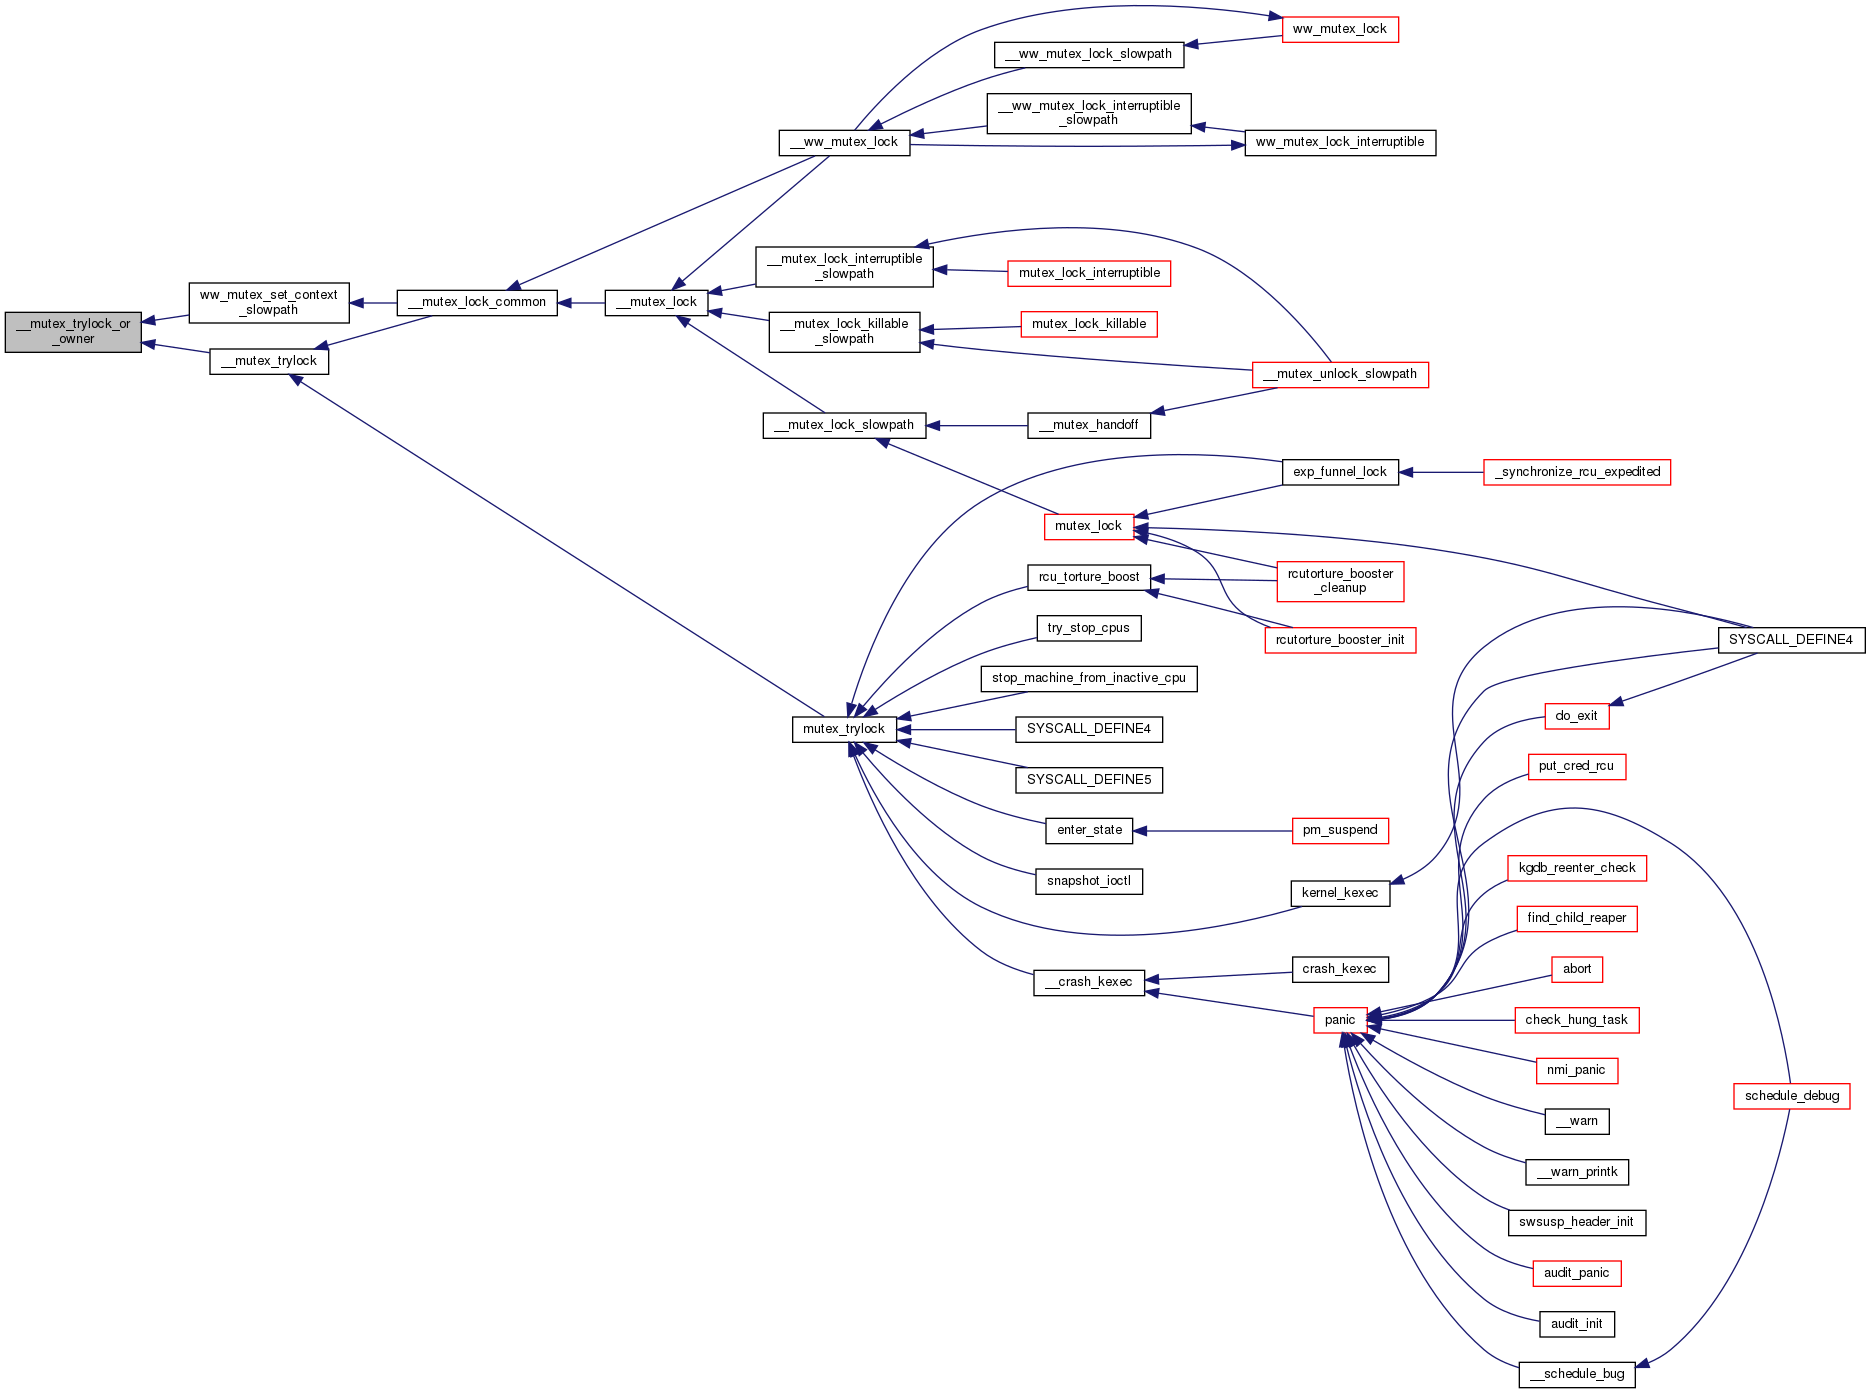 ww_mutex_lock
__ww_mutex_lock_slowpath
__ww_mutex_lock_interruptible
_slowpath
__ww_mutex_lock
ww_mutex_lock_interruptible
__mutex_lock_interruptible
_slowpath
mutex_lock_interruptible
ww_mutex_set_context
_slowpath
__mutex_lock_common
__mutex_lock
__mutex_trylock_or
_owner
__mutex_lock_killable
_slowpath
mutex_lock_killable
__mutex_trylock
__mutex_unlock_slowpath
__mutex_lock_slowpath
__mutex_handoff
exp_funnel_lock
_synchronize_rcu_expedited
mutex_lock
rcu_torture_boost
rcutorture_booster
_cleanup
try_stop_cpus
rcutorture_booster_init
SYSCALL_DEFINE4
stop_machine_from_inactive_cpu
do_exit
mutex_trylock
SYSCALL_DEFINE4
put_cred_rcu
SYSCALL_DEFINE5
enter_state
pm_suspend
kgdb_reenter_check
snapshot_ioctl
kernel_kexec
find_child_reaper
crash_kexec
abort
__crash_kexec
panic
check_hung_task
nmi_panic
schedule_debug
__warn
__warn_printk
swsusp_header_init
audit_panic
audit_init
__schedule_bug